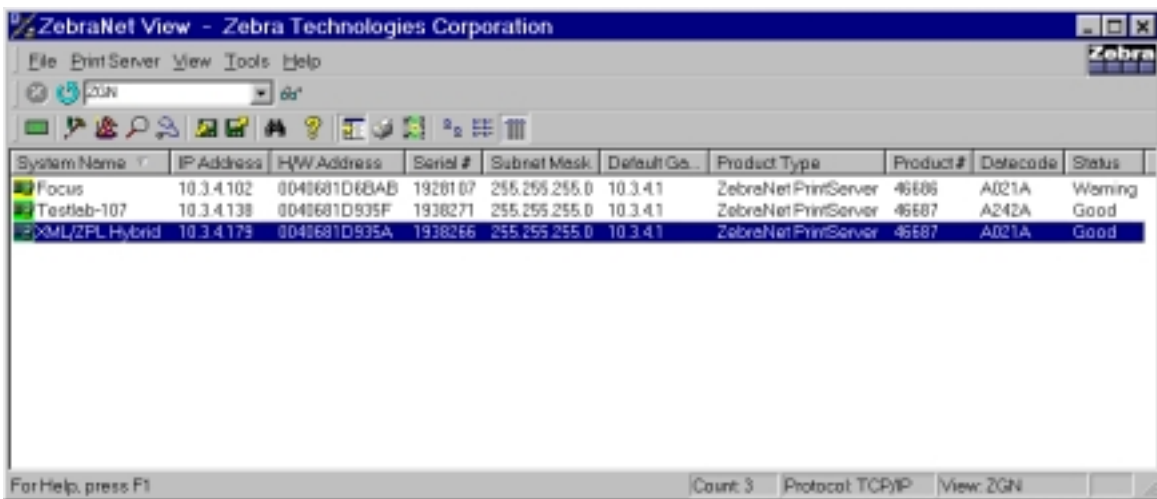 ZebraNet View - Zebra Technologies Corporation
File PrintServer View Tools Help
Zebra
ZGN
System Name IP Address H/W Address Serial # Subnet Mask Default Ga... Product Type Product # Datecode Status
Focus 10.3.4.102 0040681D6BAB 1928107 255.255.255.0 10.3.4.1 ZebraNet PrintServer 46686 A021A Warning
Testlab-107 10.3.4.138 0040681D935F 1938271 255.255.255.0 10.3.4.1 ZebraNet PrintServer 46687 A242A Good
XML/ZPL Hybrid 10.3.4.179 0040681D935A 1938266 255.255.255.0 10.3.4.1 ZebraNet PrintServer 46687 A021A Good
For Help, press F1 Count: 3 Protocol: TCP/IP View: ZGN